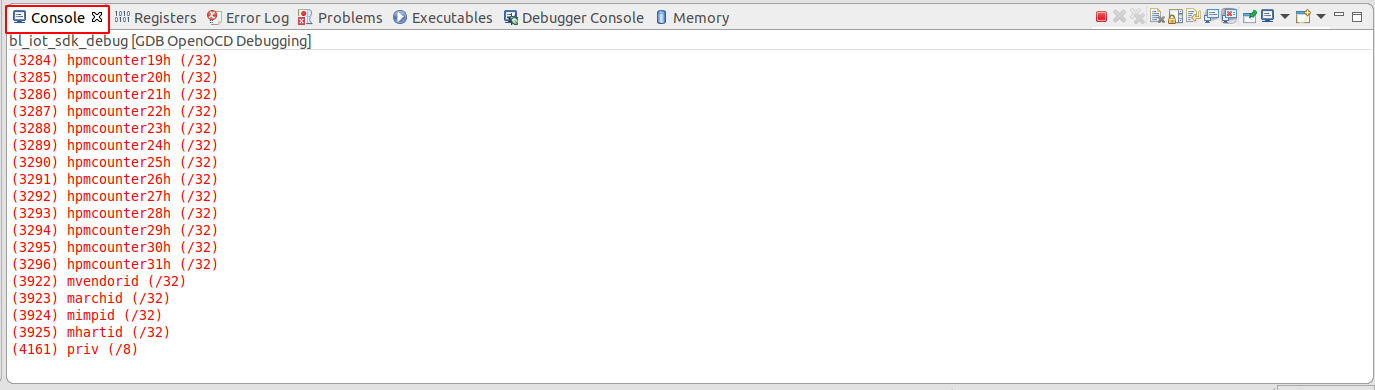 Console Registers Error Log Problems Executables Debugger Console Memory
bl_iot_sdk_debug [GDB OpenOCD Debugging]
(3284) hpmcounter19h (/32)
(3285) hpmcounter20h (/32)
(3286) hpmcounter21h (/32)
(3287) hpmcounter22h (/32)
(3288) hpmcounter23h (/32)
(3289) hpmcounter24h (/32)
(3290) hpmcounter25h (/32)
(3291) hpmcounter26h (/32)
(3292) hpmcounter27h (/32)
(3293) hpmcounter28h (/32)
(3294) hpmcounter29h (/32)
(3295) hpmcounter30h (/32)
(3296) hpmcounter31h (/32)
(3922) mvendorid (/32)
(3923) marchid (/32)
(3924) mimpid (/32)
(3925) mhartid (/32)
(4161) priv (/8)